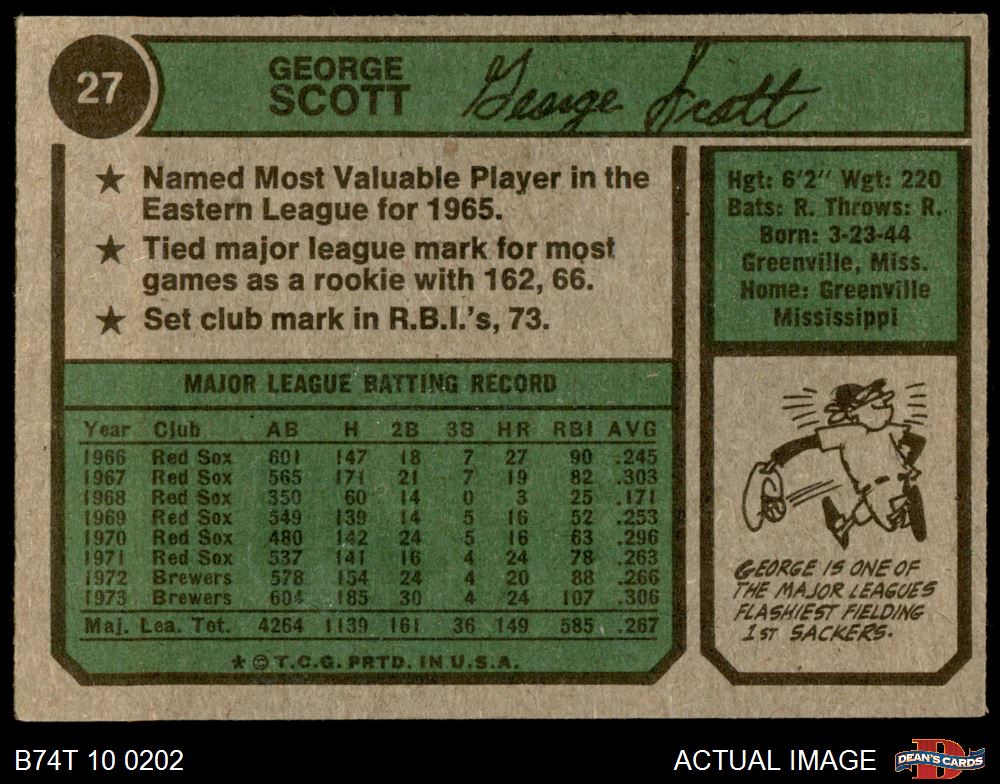 27
GEORGE
SCOTT
George Scott
★ Named Most Valuable Player in the
Eastern League for 1965.
★ Tied major league mark for most
games as a rookie with 162, 66.
★ Set club mark in R.B.I.'s, 73.
Hgt: 6'2" Wgt: 220
Bats: R. Throws: R.
Born: 3-23-44
Greenville, Miss.
Home: Greenville
Mississippi
MAJOR LEAGUE BATTING RECORD
Year Club AB H 2B 3B HR RBI AVG
1966 Red Sox 601 147 18 7 27 90 .245
1967 Red Sox 565 171 21 7 19 82 .303
1968 Red Sox 350 60 14 0 3 25 .171
1969 Red Sox 549 139 14 5 16 52 .253
1970 Red Sox 480 142 24 5 16 63 .296
1971 Red Sox 537 141 16 4 24 78 .263
1972 Brewers 578 154 24 4 20 88 .266
1973 Brewers 604 185 30 4 24 107 .306
Maj. Lea. Tot. 4264 1139 161 36 149 585 .267
★ © T.C.G. PRTD. IN U.S.A.
GEORGE IS ONE OF
THE MAJOR LEAGUES
FLASHIEST FIELDING
1ST SACKERS.
B74T 10 0202
ACTUAL IMAGE
D
DEAN'S CARDS